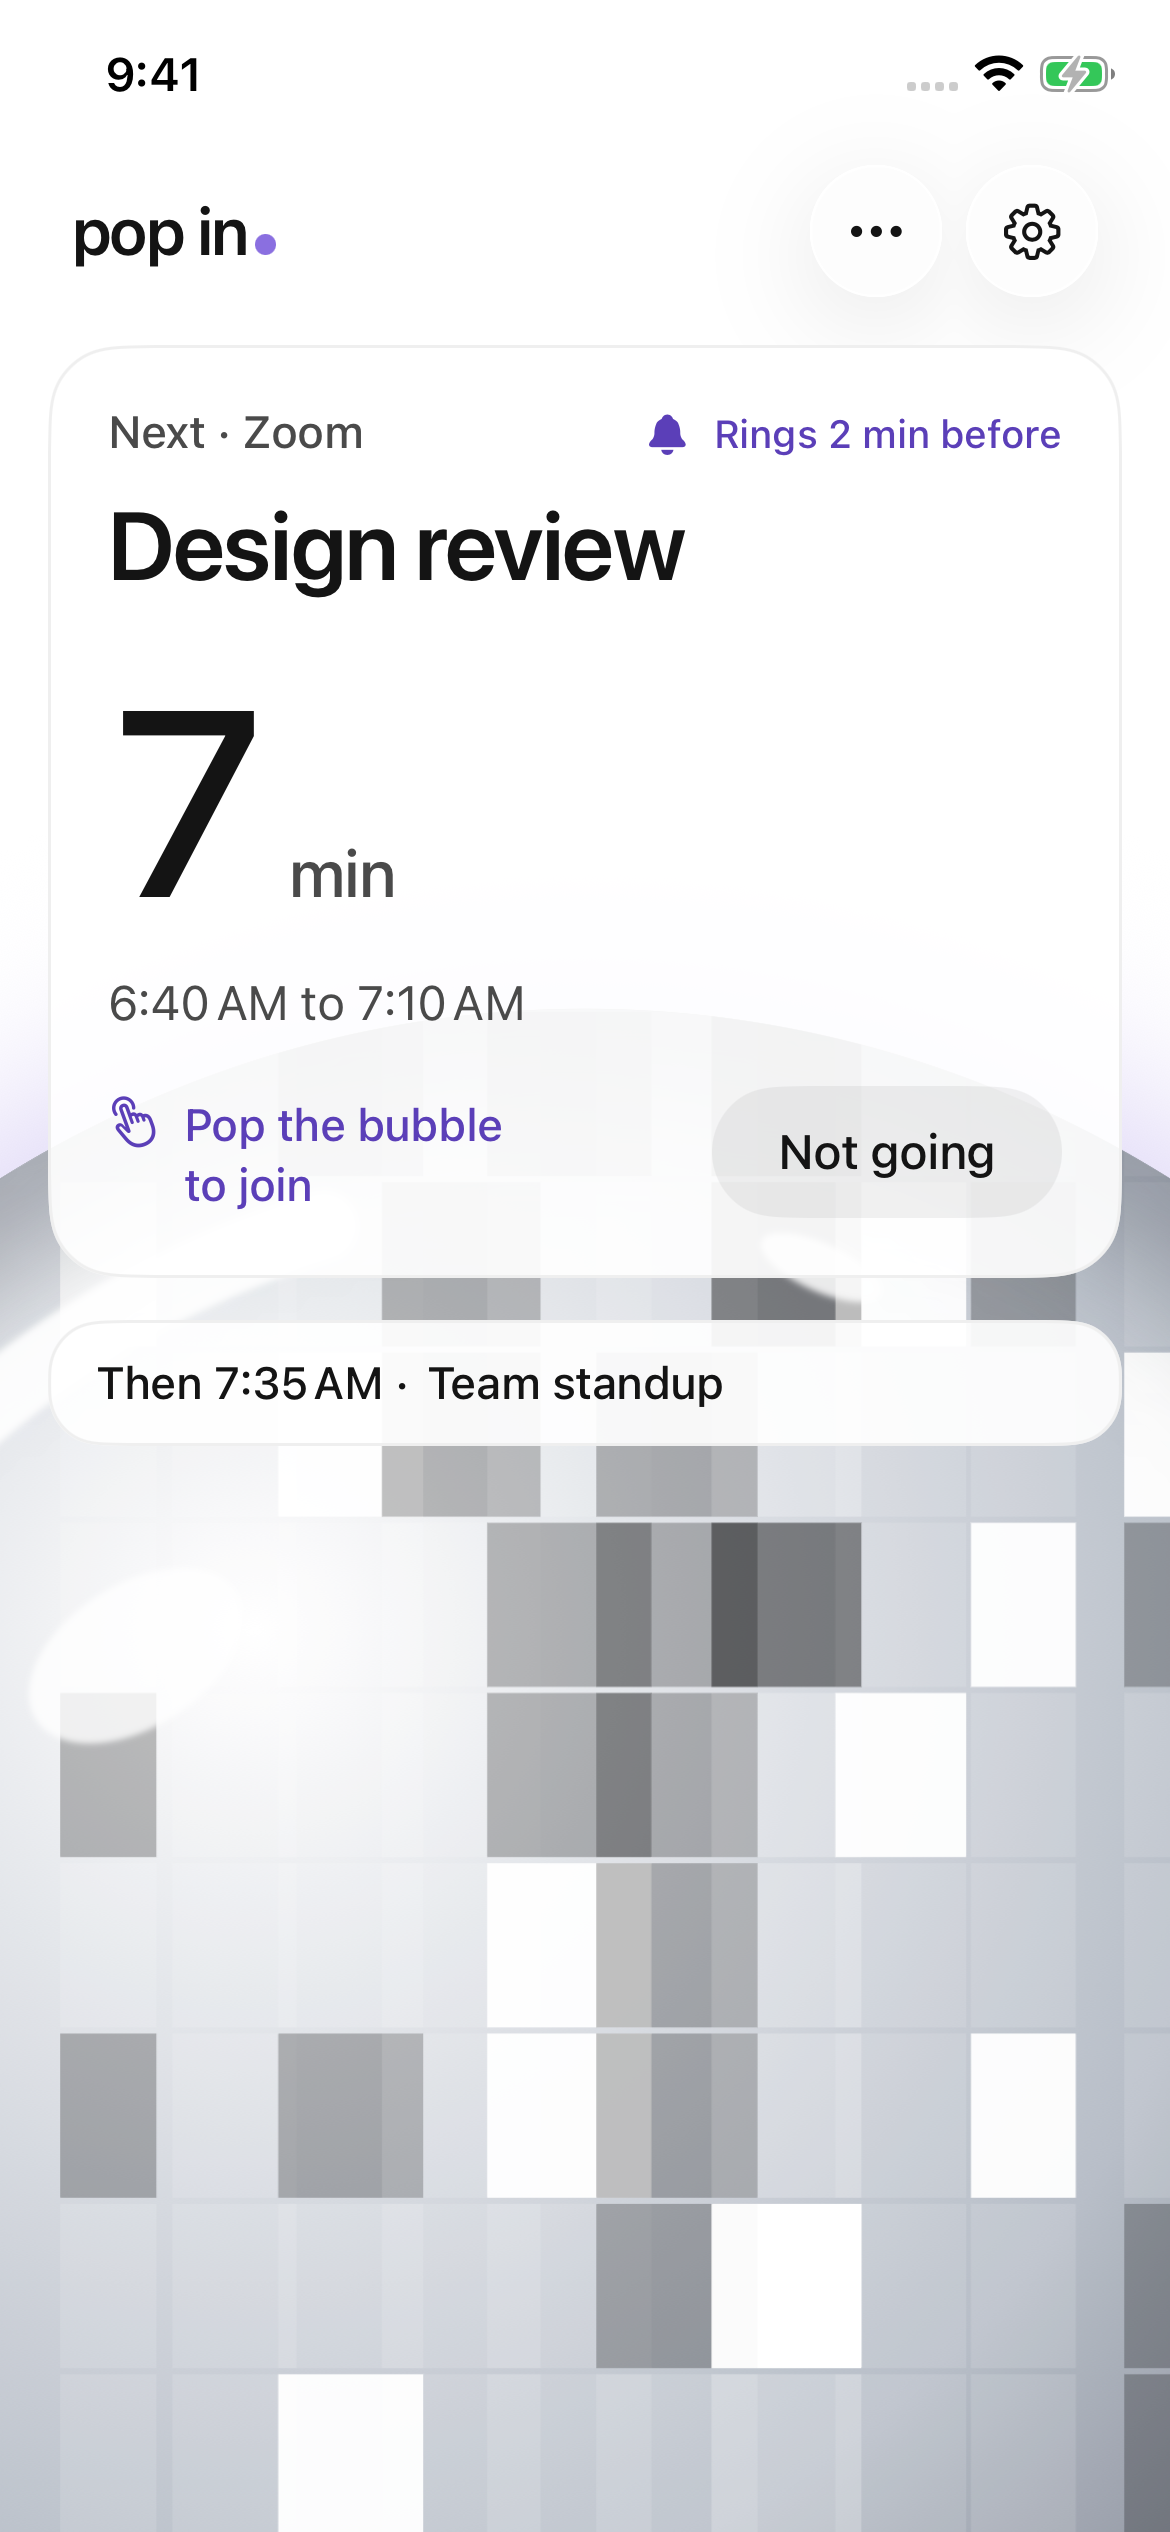 9:41
pop in.
Next · Zoom
Rings 2 min before
Design review
7 min
6:40 AM to 7:10 AM
Pop the bubble
to join
Not going
Then 7:35 AM · Team standup